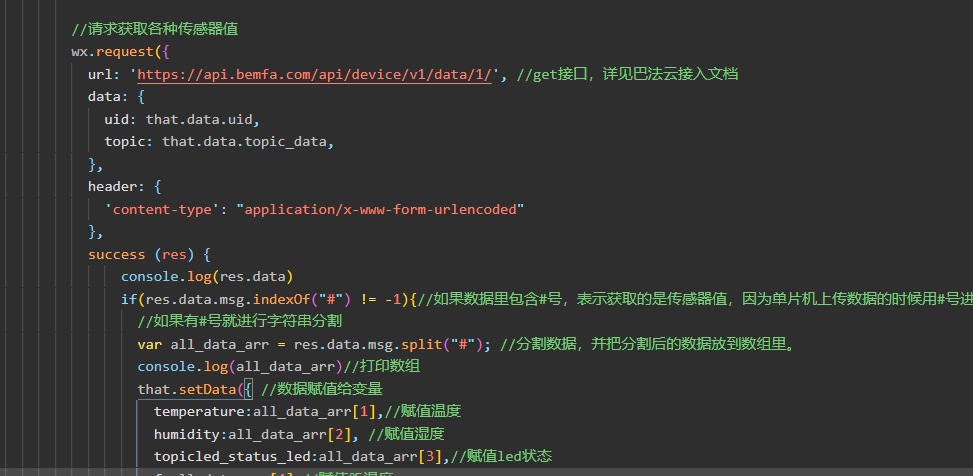 //请求获取各种传感器值
wx.request({
url: 'https://api.bemfa.com/api/device/v1/data/1/', //get接口，详见巴法云接入文档
data: {
uid: that.data.uid,
topic: that.data.topic_data,
},
header: {
'content-type': "application/x-www-form-urlencoded"
},
success (res) {
console.log(res.data)
if(res.data.msg.indexOf("#") != -1){//如果数据里包含#号，表示获取的是传感器值，因为单片机上传数据的时候用#号进
//如果有#号就进行字符串分割
var all_data_arr = res.data.msg.split("#"); //分割数据，并把分割后的数据放到数组里。
console.log(all_data_arr)//打印数组
that.setData({ //数据赋值给变量
temperature:all_data_arr[1],//赋值温度
humidity:all_data_arr[2], //赋值湿度
topicled_status_led:all_data_arr[3],//赋值led状态